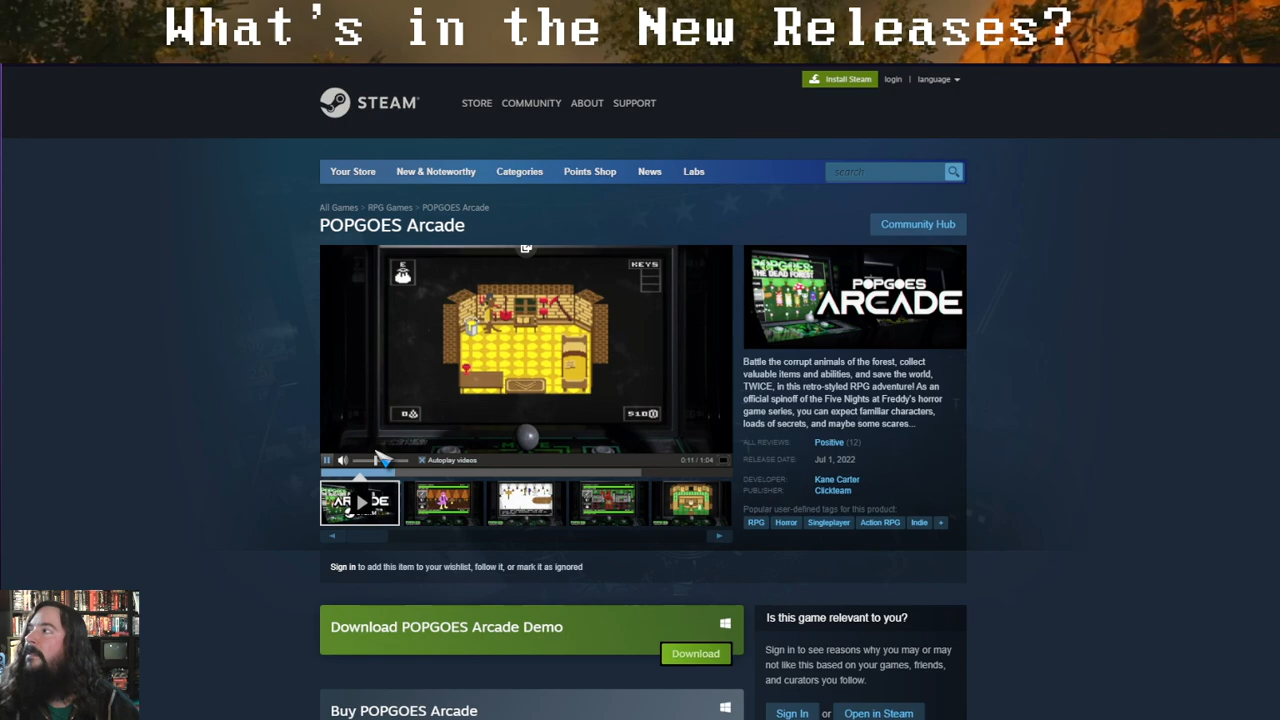 What's in the New Releases?
Install Steam login | language
STEAM STORE COMMUNITY ABOUT SUPPORT
Your Store New & Noteworthy Categories Points Shop News Labs search
All Games > RPG Games > POPGOES Arcade
POPGOES Arcade
Community Hub
E
KEYS
POPGOES
THE DEAD FOREST
POPGOES
ARCADE
Battle the corrupt animals of the forest, collect
valuable items and abilities, and save the world,
TWICE, in this retro-styled RPG adventure! As an
official spinoff of the Five Nights at Freddy's horror
game series, you can expect familiar characters,
loads of secrets, and maybe some scares...
ALL REVIEWS: Positive (12)
RELEASE DATE: Jul 1, 2022
DEVELOPER: Kane Carter
PUBLISHER: Clickteam
Popular user-defined tags for this product:
RPG Horror Singleplayer Action RPG Indie +
Autoplay videos 0:11 / 1:04
Sign in to add this item to your wishlist, follow it, or mark it as ignored
Download POPGOES Arcade Demo
Download
Buy POPGOES Arcade
Is this game relevant to you?
Sign in to see reasons why you may or may
not like this based on your games, friends,
and curators you follow.
Sign In or Open in Steam